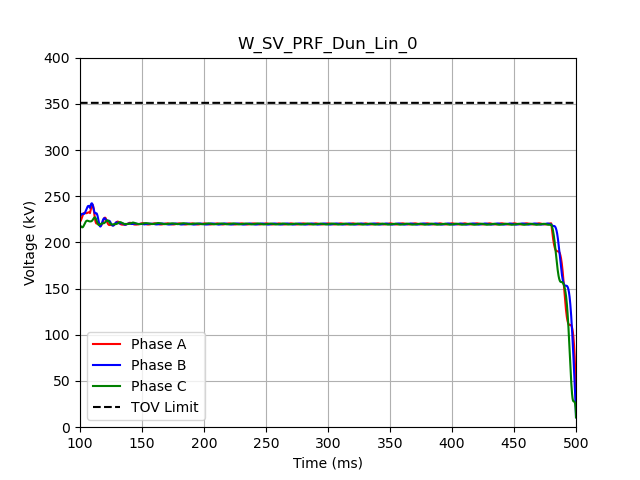 W_SV_PRF_Dun_Lin_0
400
350
300
250
200
150
100
50
0
Voltage (kV)
Phase A
Phase B
Phase C
TOV Limit
100 150 200 250 300 350 400 450 500
Time (ms)